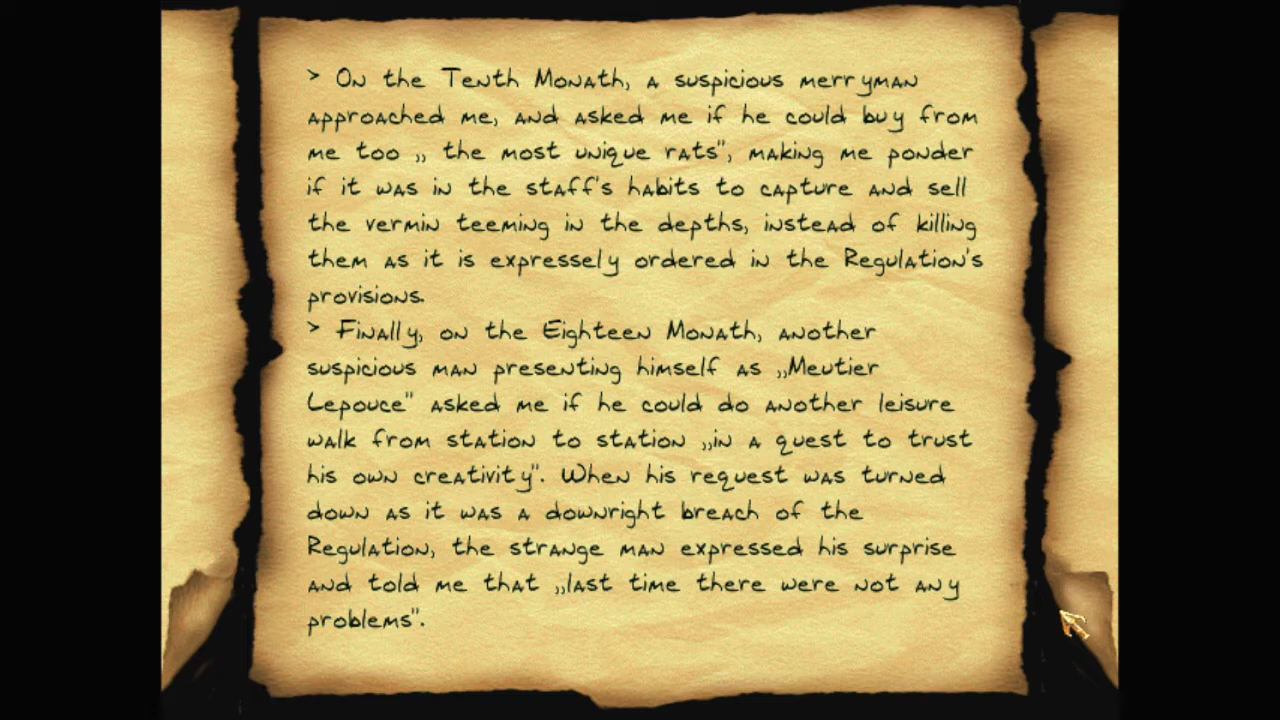 > On the Tenth Monath, a suspicious merryman
approached me, and asked me if he could buy from
me too „ the most unique rats", making me ponder
if it was in the staff's habits to capture and sell
the vermin teeming in the depths, instead of killing
them as it is expressely ordered in the Regulation's
provisions.
> Finally, on the Eighteen Monath, another
suspicious man presenting himself as „Meutier
Lepouce" asked me if he could do another leisure
walk from station to station „in a quest to trust
his own creativity". When his request was turned
down as it was a downright breach of the
Regulation, the strange man expressed his surprise
and told me that „last time there were not any
problems".